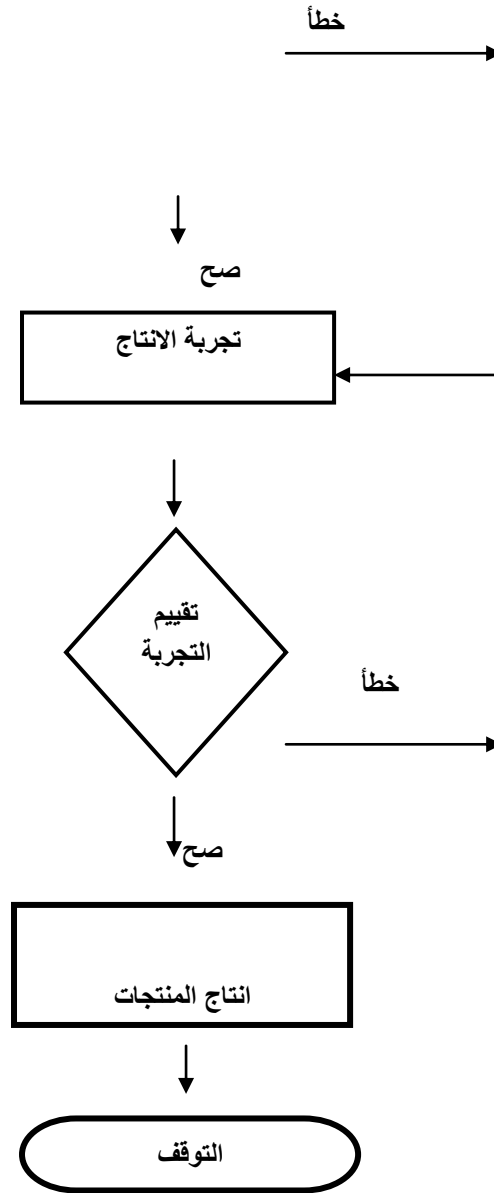 خطأ
صح
تجربة الانتاج
تقييم
التجربة
خطأ
صح
انتاج المنتجات
التوقف